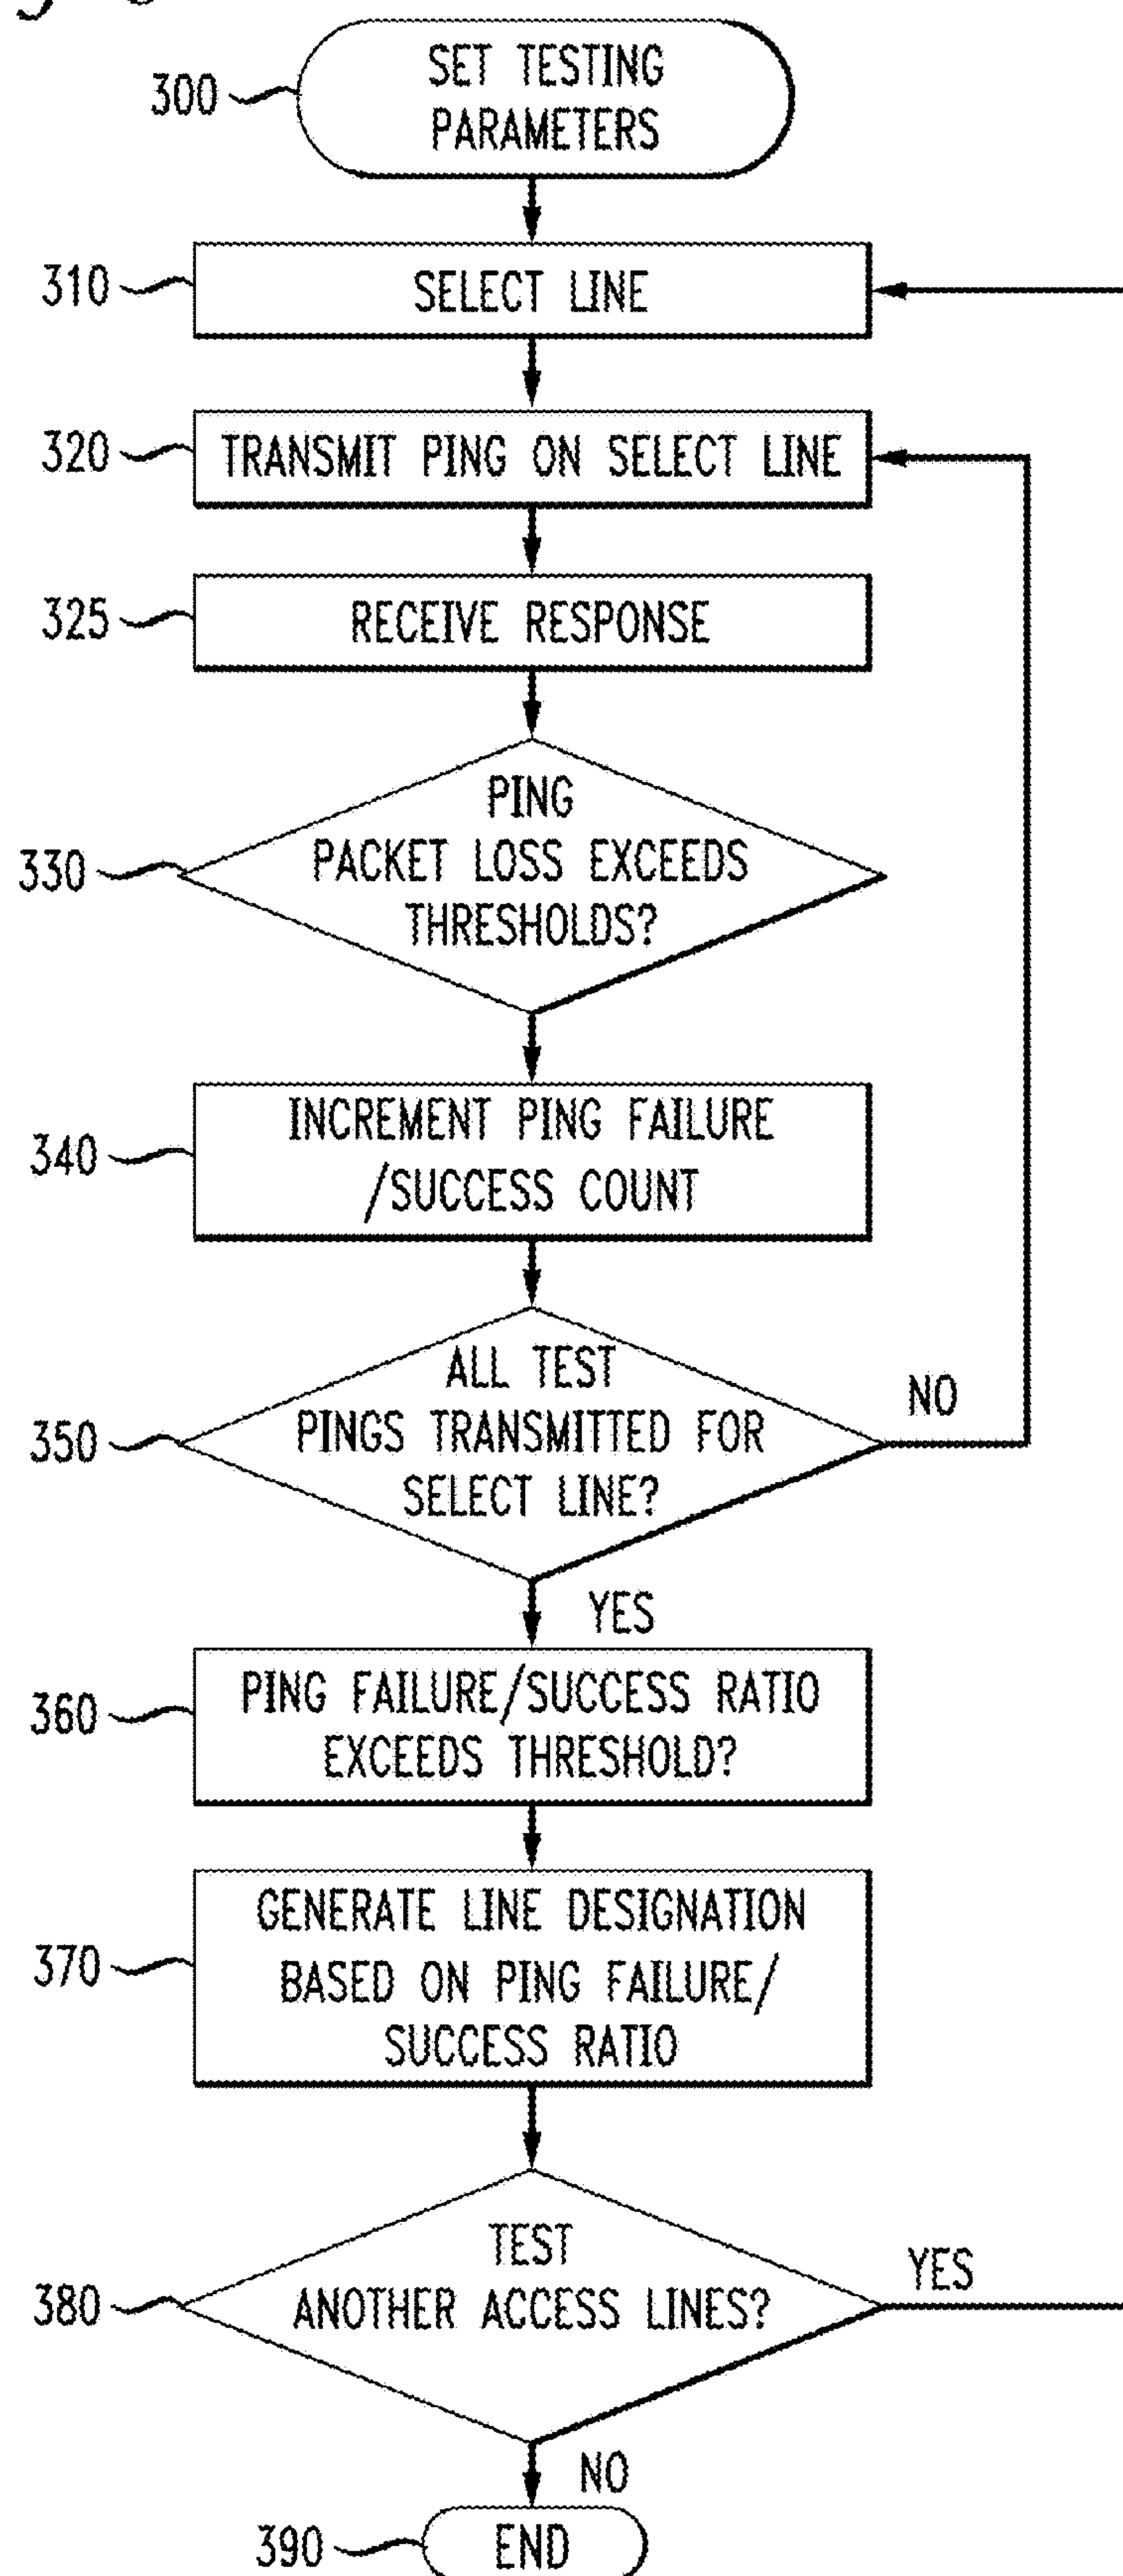 300
SET TESTING
PARAMETERS
310
SELECT LINE
320
TRANSMIT PING ON SELECT LINE
325
RECEIVE RESPONSE
330
PING
PACKET LOSS EXCEEDS
THRESHOLDS?
340
INCREMENT PING FAILURE
/SUCCESS COUNT
350
ALL TEST
PINGS TRANSMITTED FOR
SELECT LINE?
NO
YES
360
PING FAILURE/SUCCESS RATIO
EXCEEDS THRESHOLD?
370
GENERATE LINE DESIGNATION
BASED ON PING FAILURE/
SUCCESS RATIO
380
TEST
ANOTHER ACCESS LINES?
YES
NO
390
END